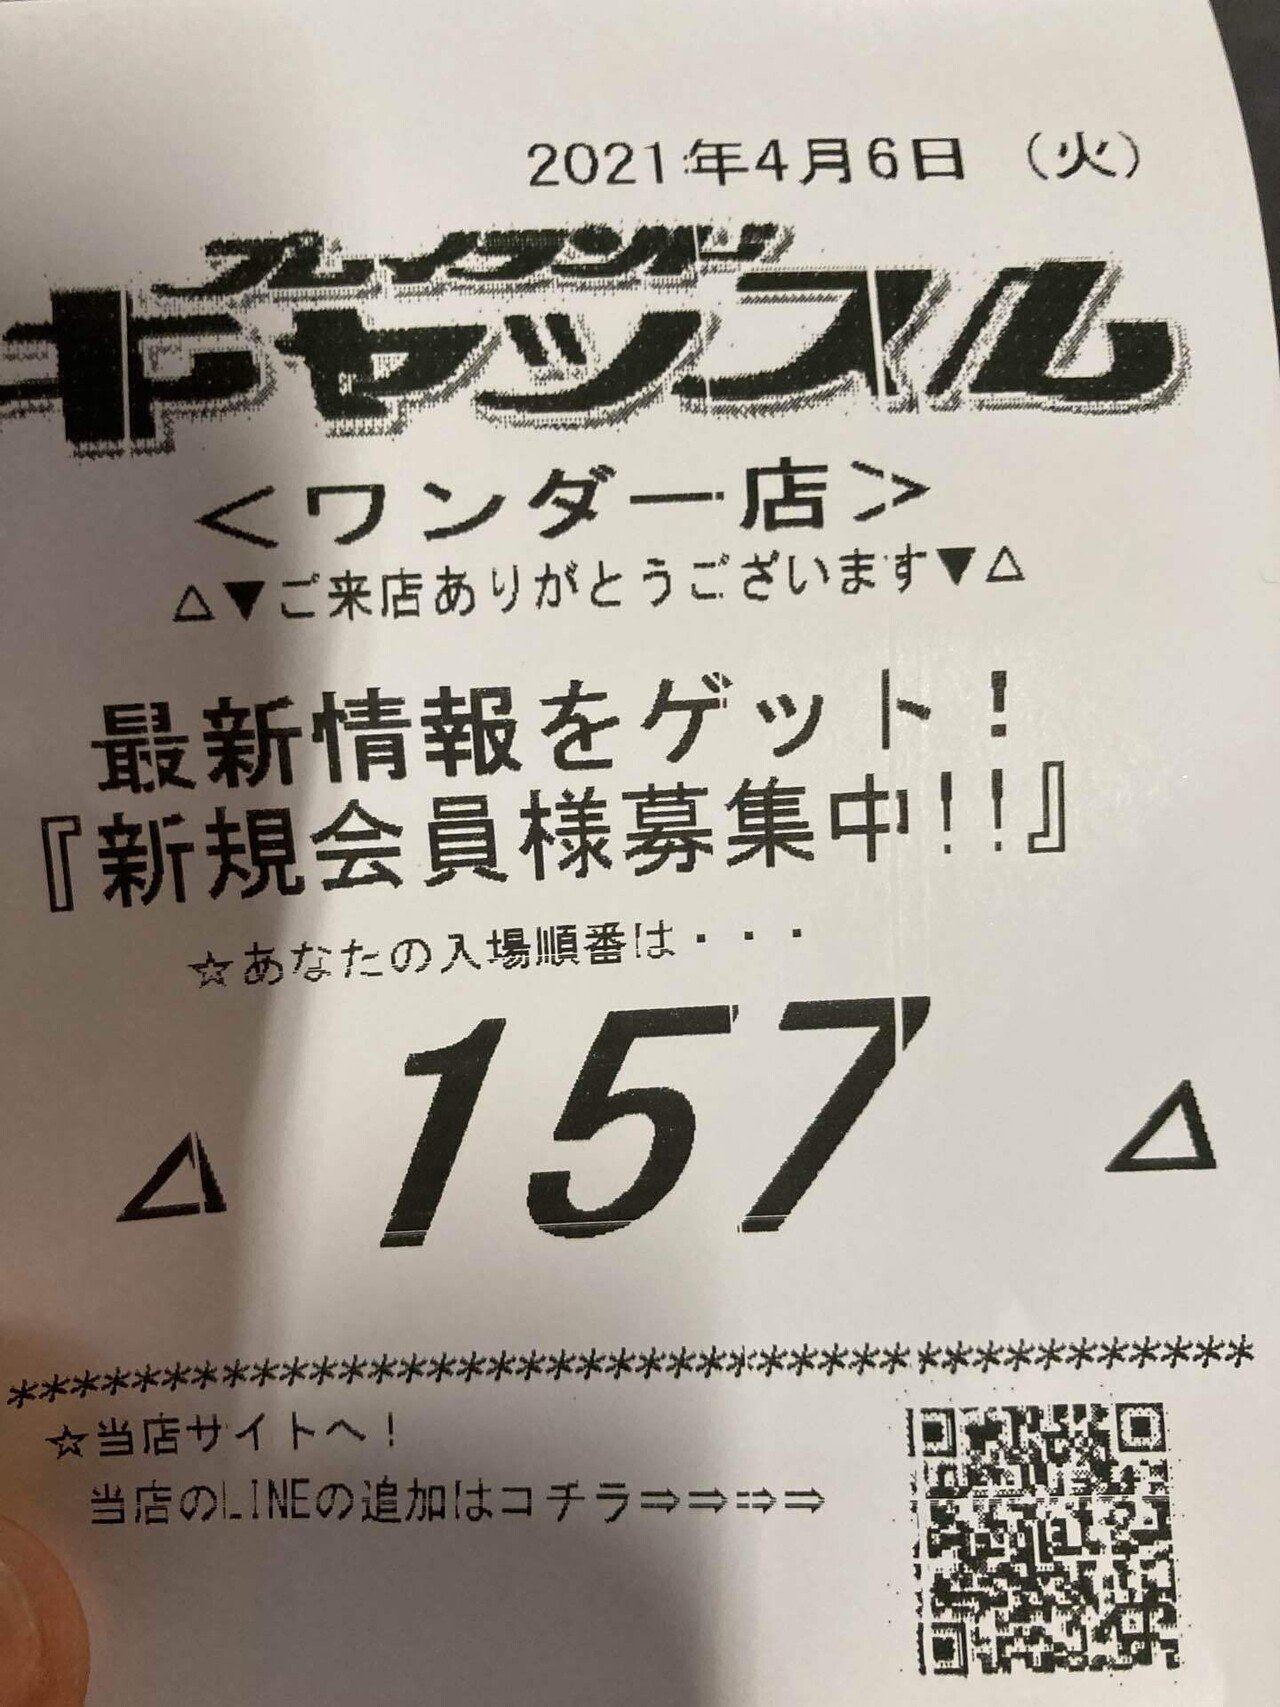 2021年4月6日 (火)
プレイランド
キャッスル
<ワンダー店>
△▼ご来店ありがとうございます▼△
最新情報をゲット!
『新規会員様募集中!!』
☆あなたの入場順番は・・・
△ 157 △
******************************************
☆当店サイトへ!
当店のLINEの追加はコチラ⇒⇒⇒⇒